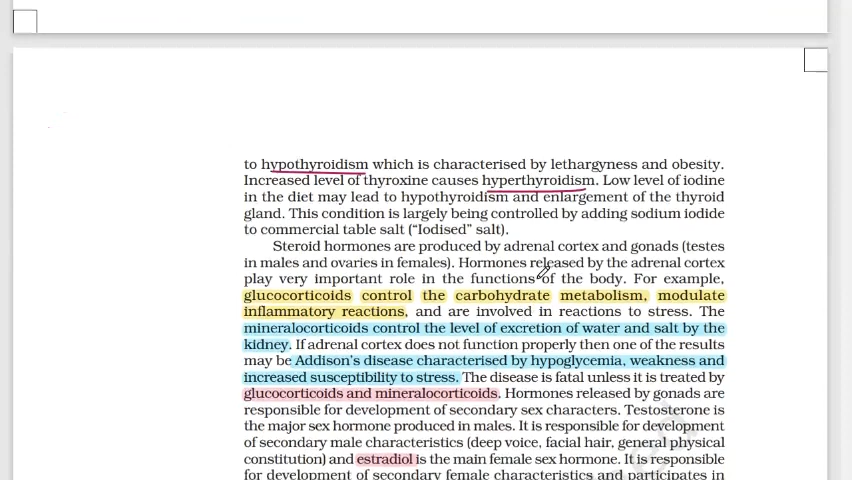 to hypothyroidism which is characterised by lethargyness and obesity.
Increased level of thyroxine causes hyperthyroidism. Low level of iodine
in the diet may lead to hypothyroidism and enlargement of the thyroid
gland. This condition is largely being controlled by adding sodium iodide
to commercial table salt (“Iodised” salt).
Steroid hormones are produced by adrenal cortex and gonads (testes
in males and ovaries in females). Hormones released by the adrenal cortex
play very important role in the functions of the body. For example,
glucocorticoids control the carbohydrate metabolism, modulate
inflammatory reactions, and are involved in reactions to stress. The
mineralocorticoids control the level of excretion of water and salt by the
kidney. If adrenal cortex does not function properly then one of the results
may be Addison’s disease characterised by hypoglycemia, weakness and
increased susceptibility to stress. The disease is fatal unless it is treated by
glucocorticoids and mineralocorticoids. Hormones released by gonads are
responsible for development of secondary sex characters. Testosterone is
the major sex hormone produced in males. It is responsible for development
of secondary male characteristics (deep voice, facial hair, general physical
constitution) and estradiol is the main female sex hormone. It is responsible
for development of secondary female characteristics and participates in